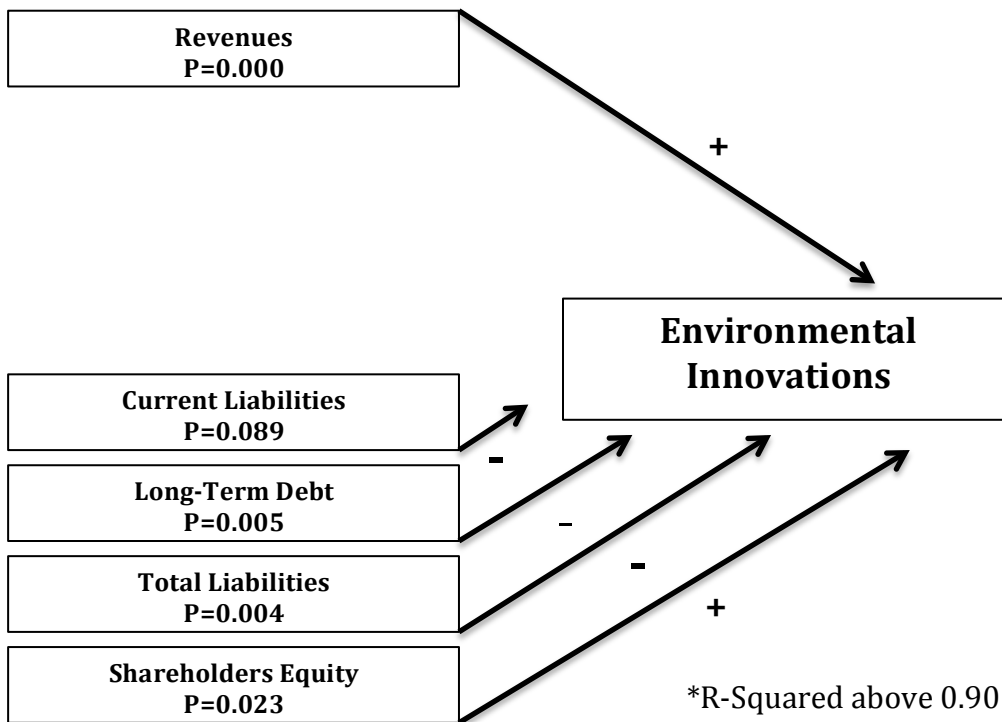 Revenues
P=0.000
+
Environmental
Innovations
Current Liabilities
P=0.089
-
Long-Term Debt
P=0.005
-
Total Liabilities
P=0.004
-
Shareholders Equity
P=0.023
+
*R-Squared above 0.90